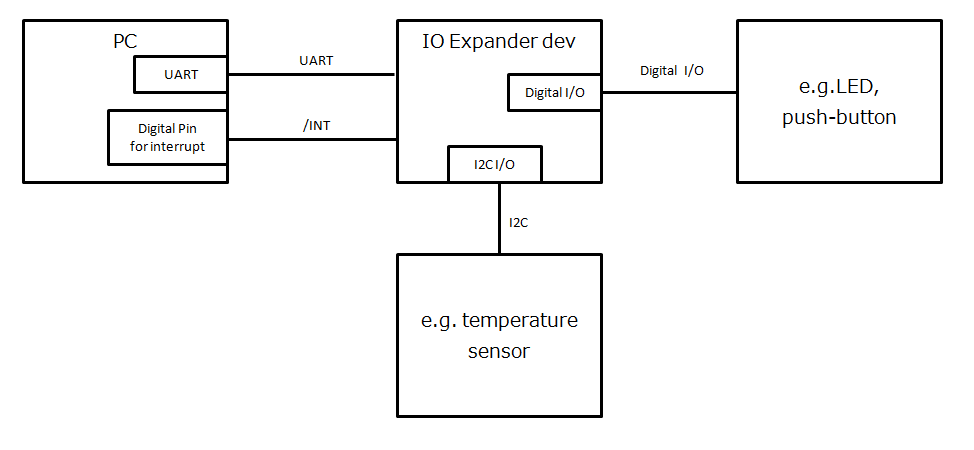 PC
IO Expander dev
UART
UART
Digital I/O
Digital I/O
e.g.LED,
push-button
/INT
Digital Pin
for interrupt
I2C I/O
I2C
e.g. temperature
sensor